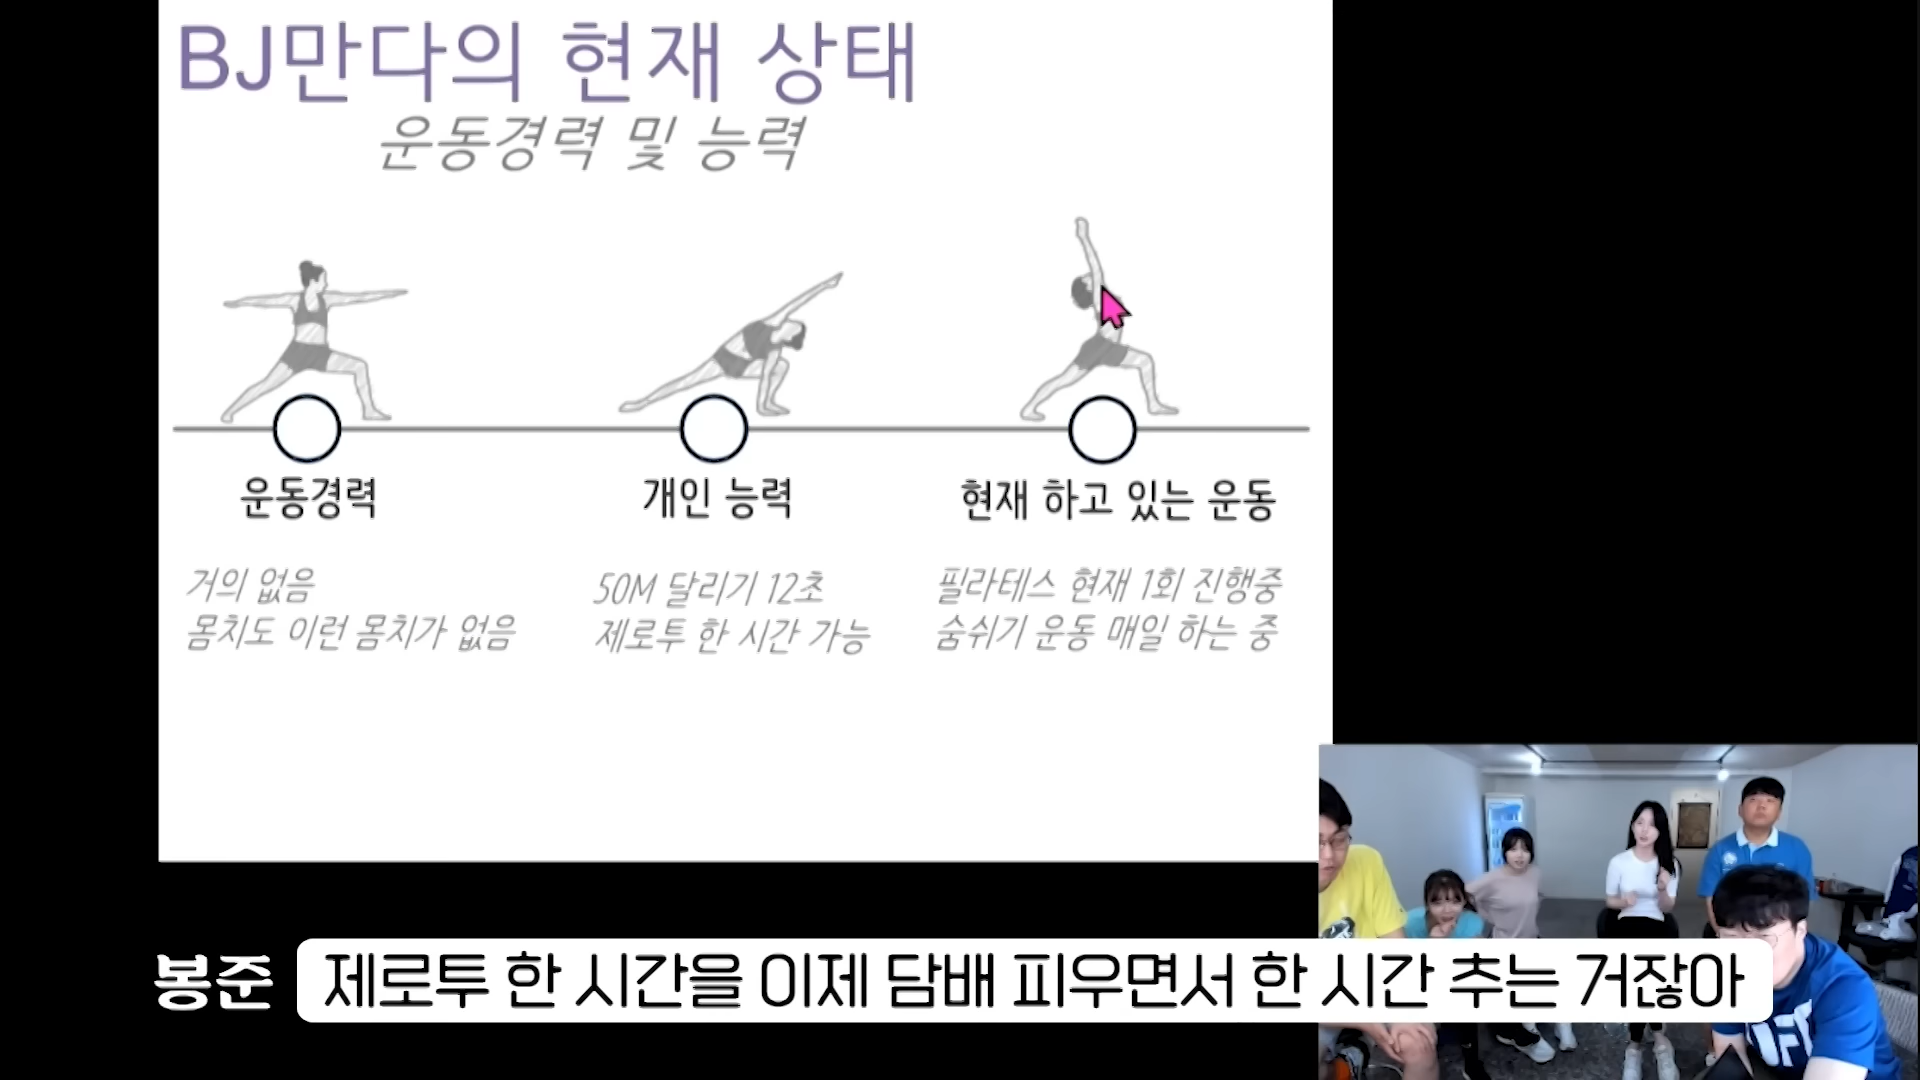 BJ만다의 현재 상태
운동경력 및 능력
운동경력
거의 없음
몸치도 이런 몸치가 없음
개인 능력
50M 달리기 12초
제로투 한 시간 가능
현재 하고 있는 운동
필라테스 현재 1회 진행중
숨쉬기 운동 매일 하는 중
봉준 제로투 한 시간을 이제 담배 피우면서 한 시간 추는 거잖아